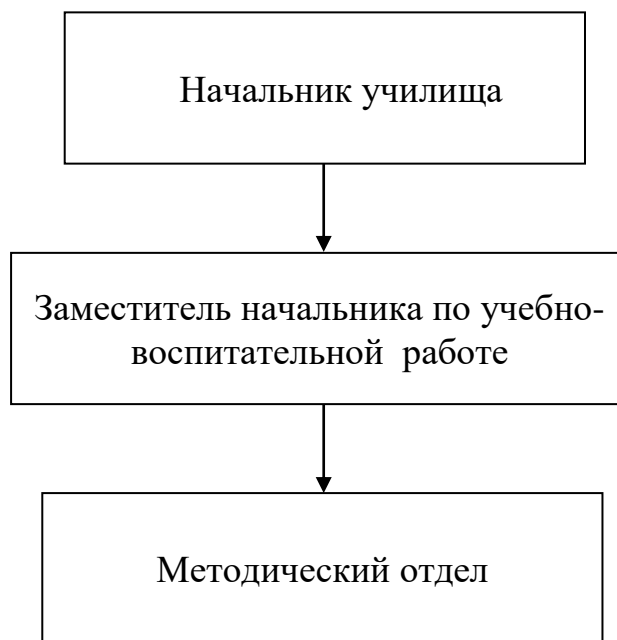 Начальник училища
Заместитель начальника по учебно-
воспитательной работе
Методический отдел